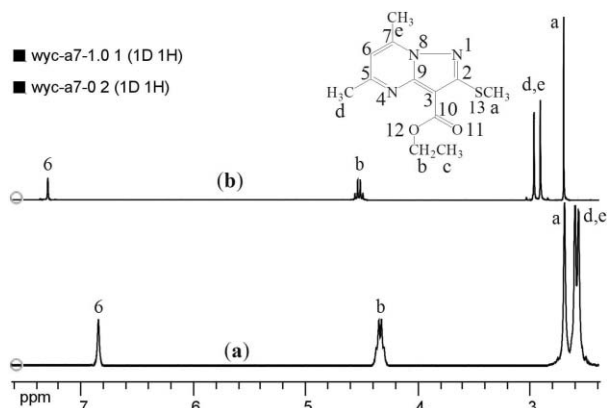 ■ wyc-a7-1.0 1 (1D 1H)
■ wyc-a7-0 2 (1D 1H)
CH₃
e
7
8
N
N
1
6
9
2
5
N
4
3
SCH₃
13 a
10
CH₃
d
O
O
12
11
CH₂CH₃
b
c
a
d,e
6
b
(b)
a
d,e
6
b
(a)
ppm 7 6 5 4 3